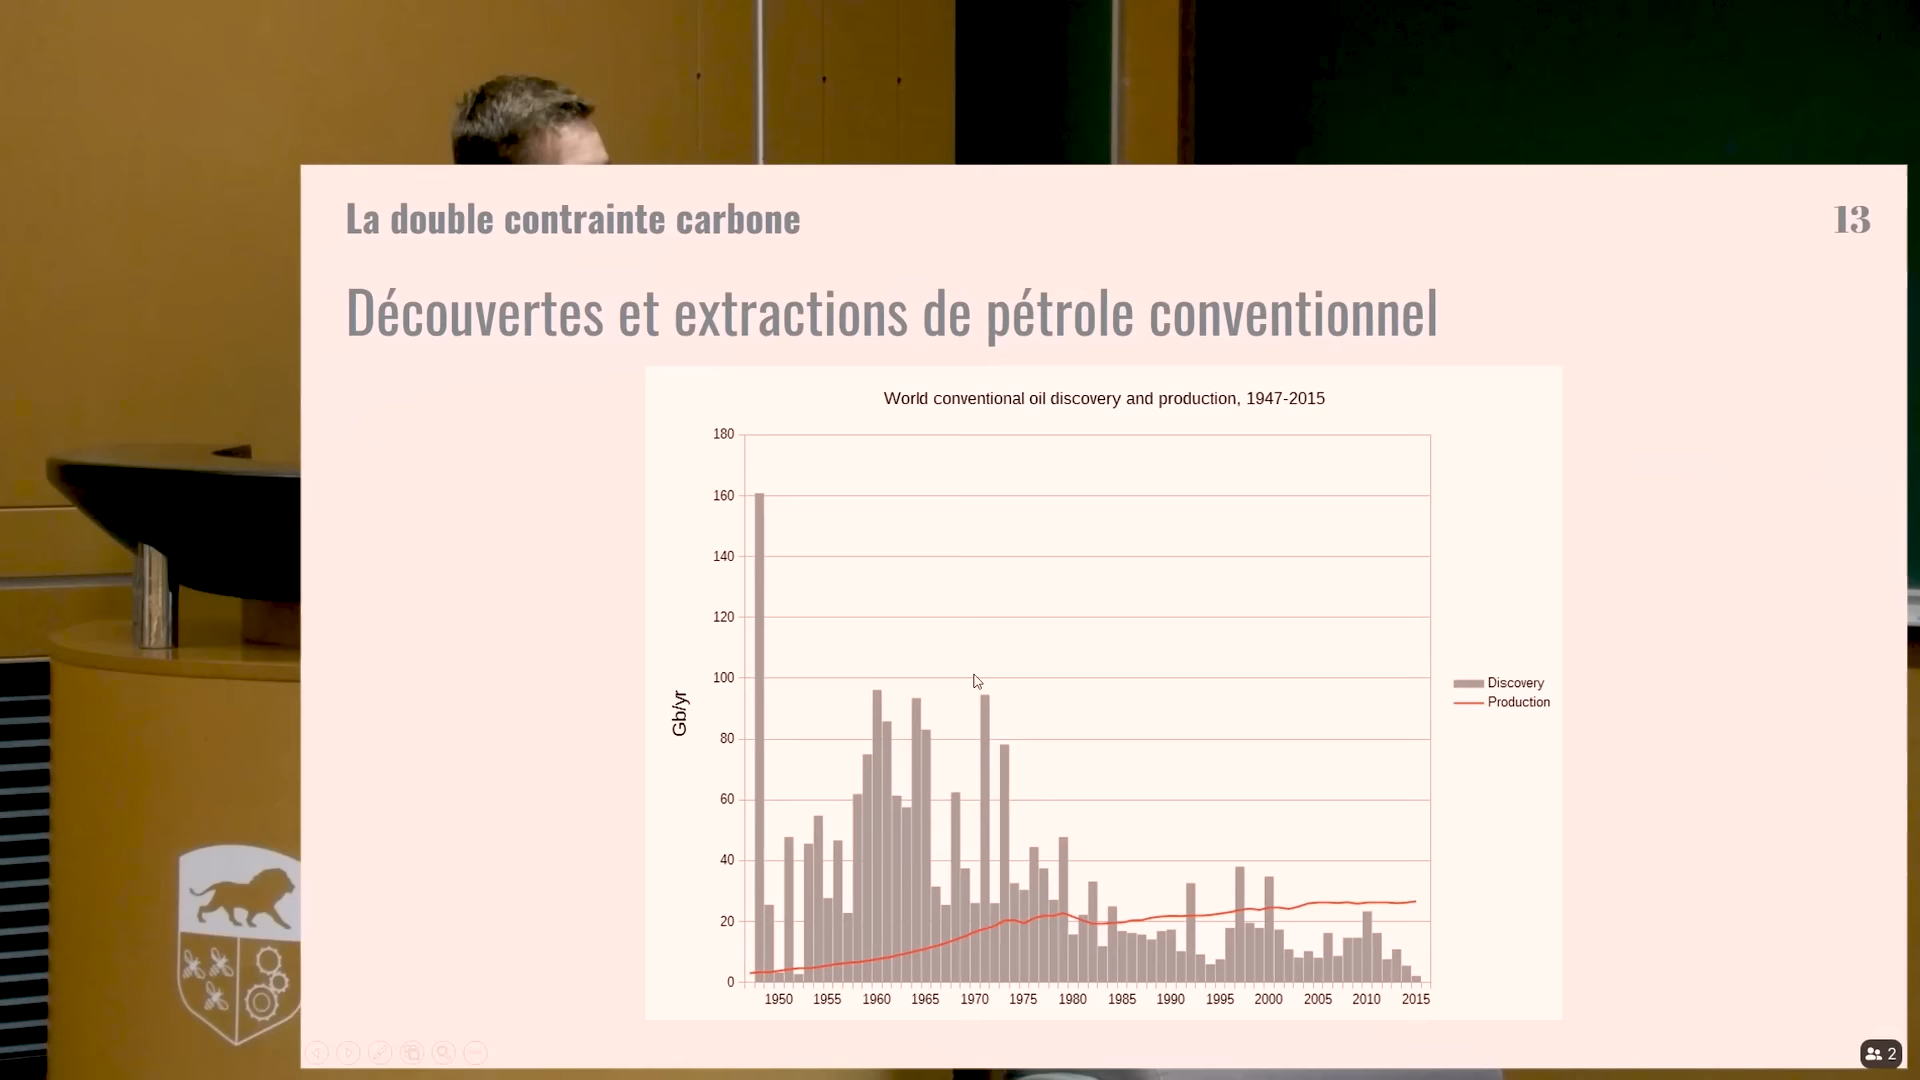 La double contrainte carbone
13
Découvertes et extractions de pétrole conventionnel
World conventional oil discovery and production, 1947-2015
180
160
140
120
100
80
60
40
20
0
Gb/yr
1950 1955 1960 1965 1970 1975 1980 1985 1990 1995 2000 2005 2010 2015
Discovery
Production
2